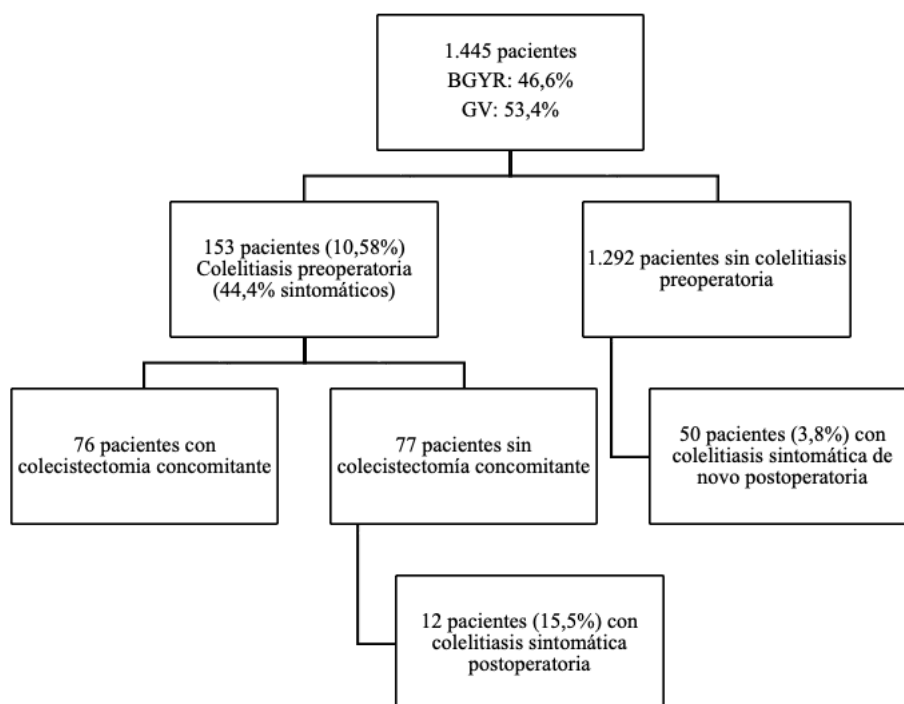 1.445 pacientes
BGYR: 46,6%
GV: 53,4%
153 pacientes (10,58%)
Colelitiasis preoperatoria
(44,4% sintomáticos)
1.292 pacientes sin colelitiasis
preoperatoria
76 pacientes con
colecistectomia concomitante
77 pacientes sin
colecistectomía concomitante
50 pacientes (3,8%) con
colelitiasis sintomática de
novo postoperatoria
12 pacientes (15,5%) con
colelitiasis sintomática
postoperatoria